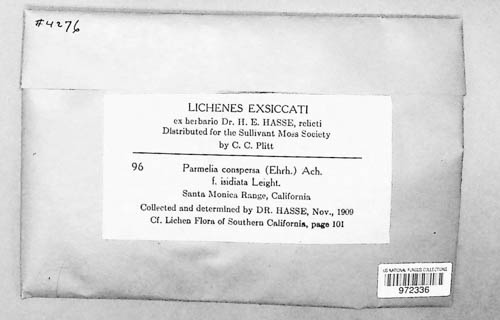 #4276
LICHENES EXSICCATI
ex herbario Dr. H. E. HASSE, relicti
Distributed for the Sullivant Moss Society
by C. C. Plitt
96 Parmelia conspersa (Ehrh.) Ach.
f. isidiata Leight.
Santa Monica Range, California
Collected and determined by DR. HASSE, Nov., 1909
Cf. Lichen Flora of Southern California, page 101
US NATIONAL FUNGUS COLLECTIONS
972336